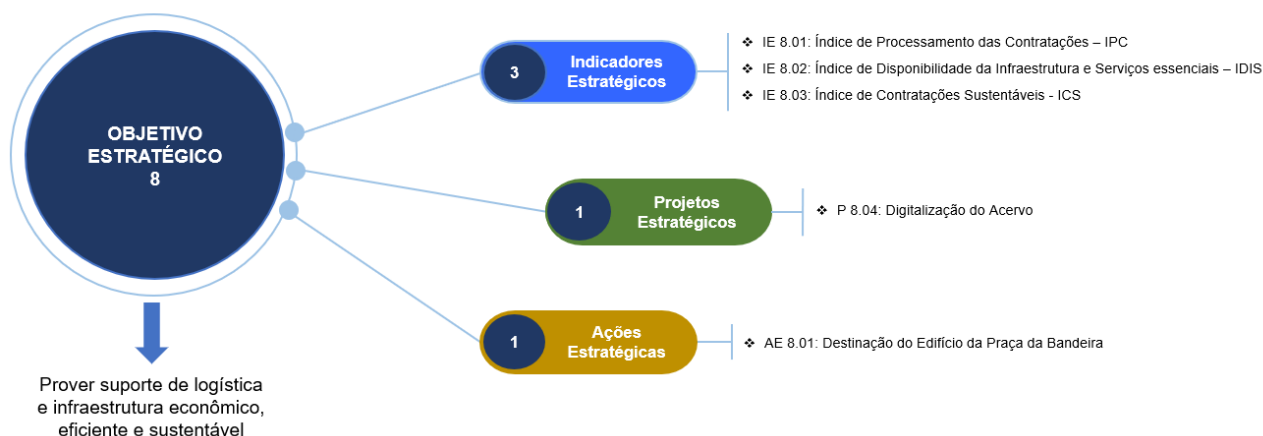 OBJETIVO
ESTRATÉGICO
8
Prover suporte de logística
e infraestrutura econômico,
eficiente e sustentável
3
Indicadores
Estratégicos
❖ IE 8.01: Índice de Processamento das Contratações – IPC
❖ IE 8.02: Índice de Disponibilidade da Infraestrutura e Serviços essenciais – IDIS
❖ IE 8.03: Índice de Contratações Sustentáveis - ICS
1
Projetos
Estratégicos
❖ P 8.04: Digitalização do Acervo
1
Ações
Estratégicas
❖ AE 8.01: Destinação do Edifício da Praça da Bandeira